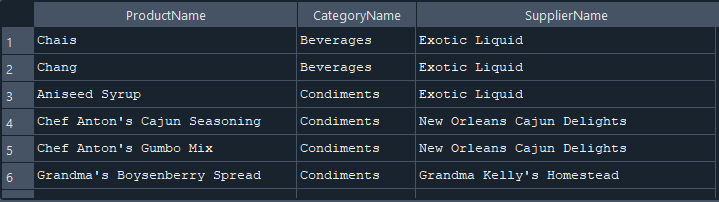 ProductName CategoryName SupplierName
1 Chais Beverages Exotic Liquid
2 Chang Beverages Exotic Liquid
3 Aniseed Syrup Condiments Exotic Liquid
4 Chef Anton's Cajun Seasoning Condiments New Orleans Cajun Delights
5 Chef Anton's Gumbo Mix Condiments New Orleans Cajun Delights
6 Grandma's Boysenberry Spread Condiments Grandma Kelly's Homestead